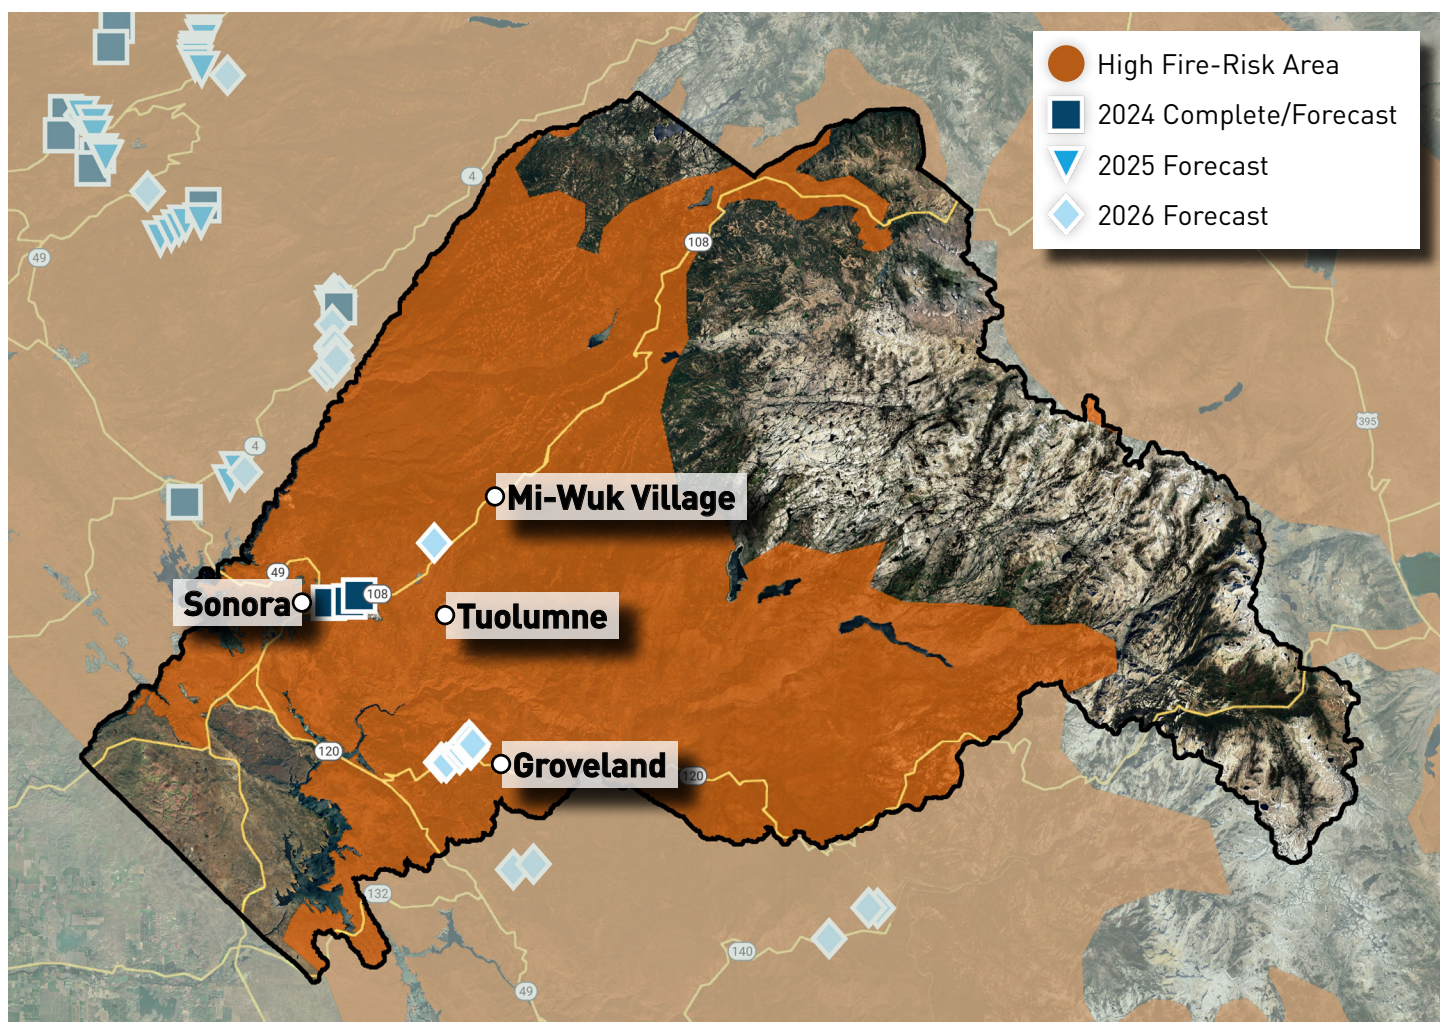 High Fire-Risk Area
2024 Complete/Forecast
2025 Forecast
2026 Forecast
4
108
49
395
4
Mi-Wuk Village
49
108
Sonora
Tuolumne
120
Groveland
120
132
140
49